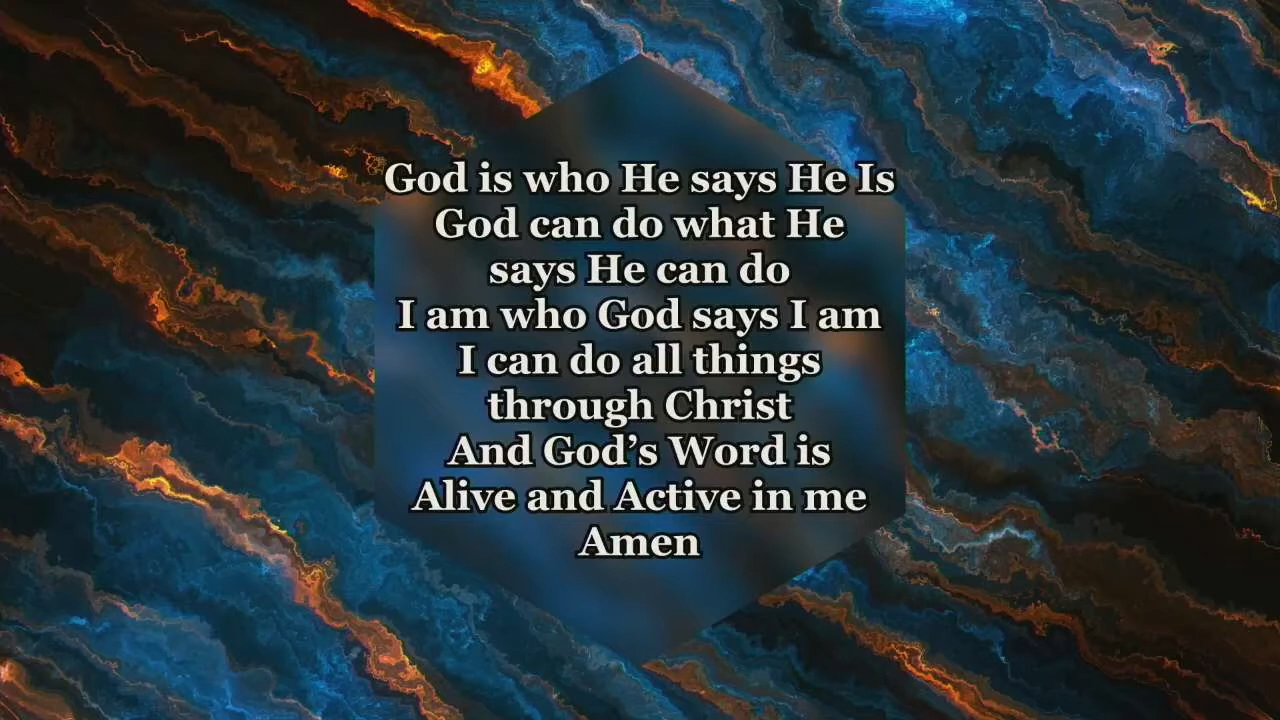 God is who He says He Is
God can do what He
says He can do
I am who God says I am
I can do all things
through Christ
And God’s Word is
Alive and Active in me
Amen